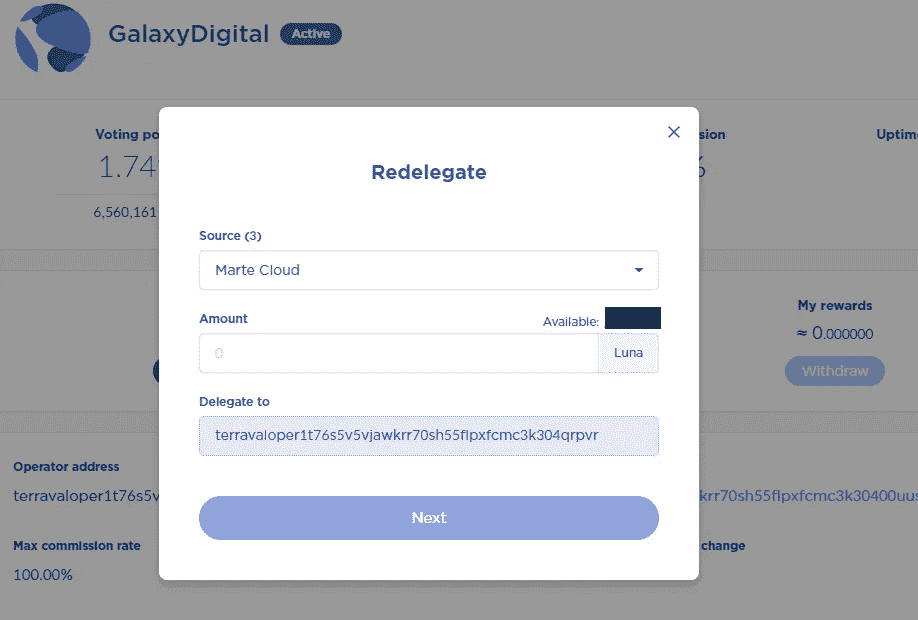 GalaxyDigital Active
Voting po
sion
Uptim
1.74
6,560,161
Redelegate
Source (3)
Marte Cloud
Amount
Available:
0
Luna
Delegate to
terravaloper1t76s5v5vjawkrr70sh55flpxfcmc3k304qrpvr
Next
My rewards
≈ 0.000000
Withdraw
Operator address
terravaloper1t76s5v
krr70sh55flpxfcmc3k30400uus
Max commission rate
change
100.00%